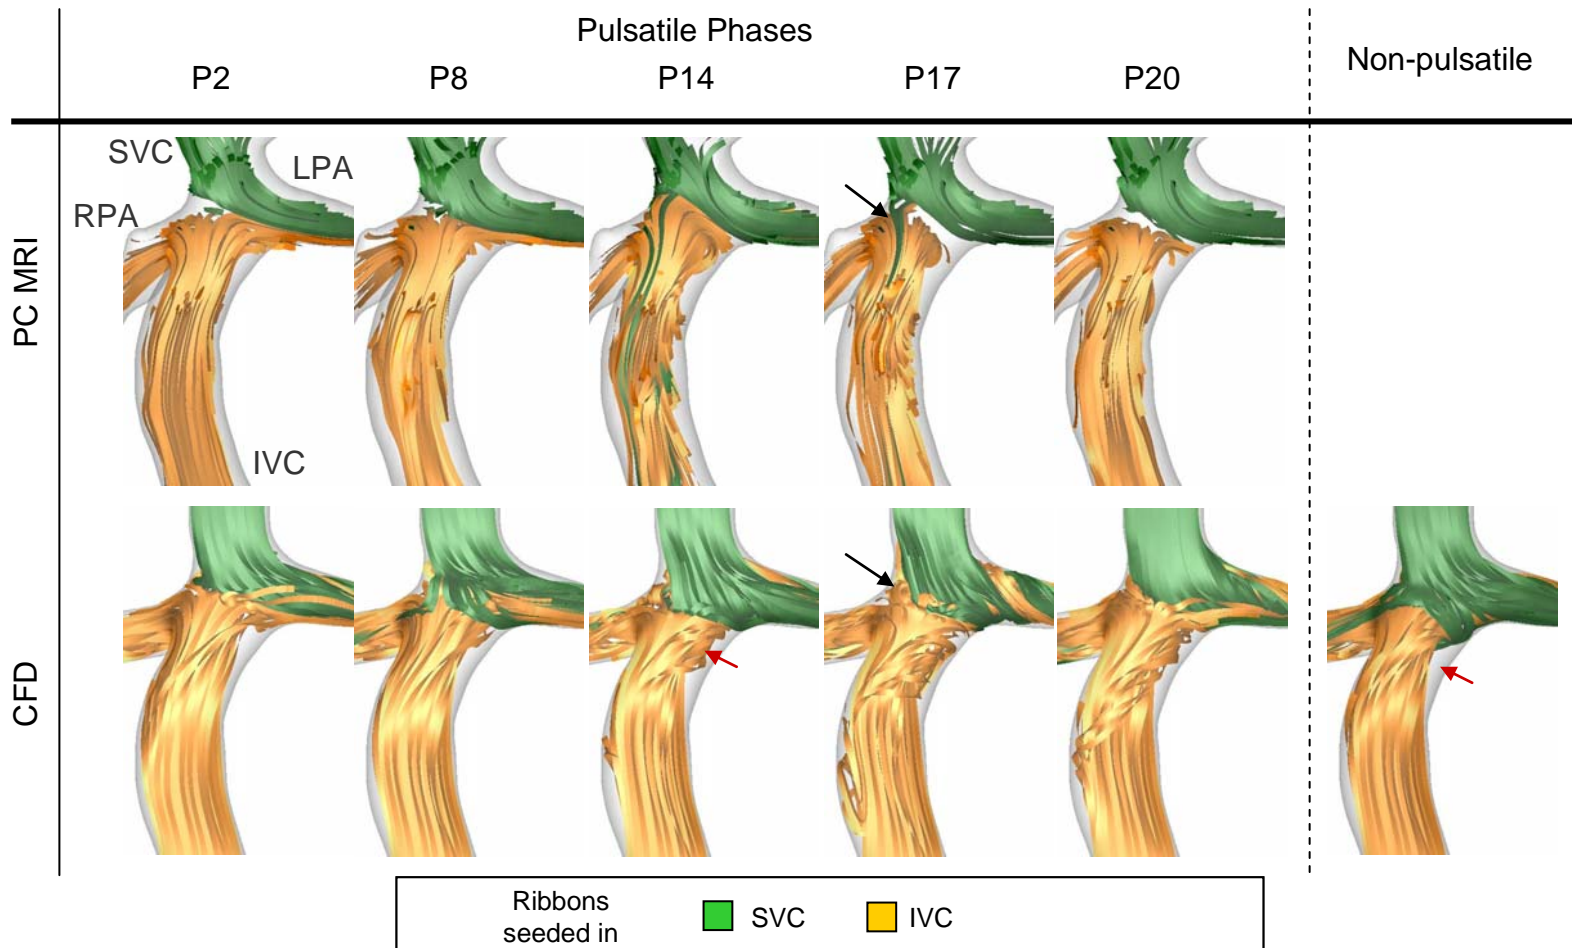 Pulsatile Phases
P2 P8 P14 P17 P20 Non-pulsatile
PC MRI
SVC
LPA
RPA
IVC
CFD
Ribbons
seeded in
SVC IVC